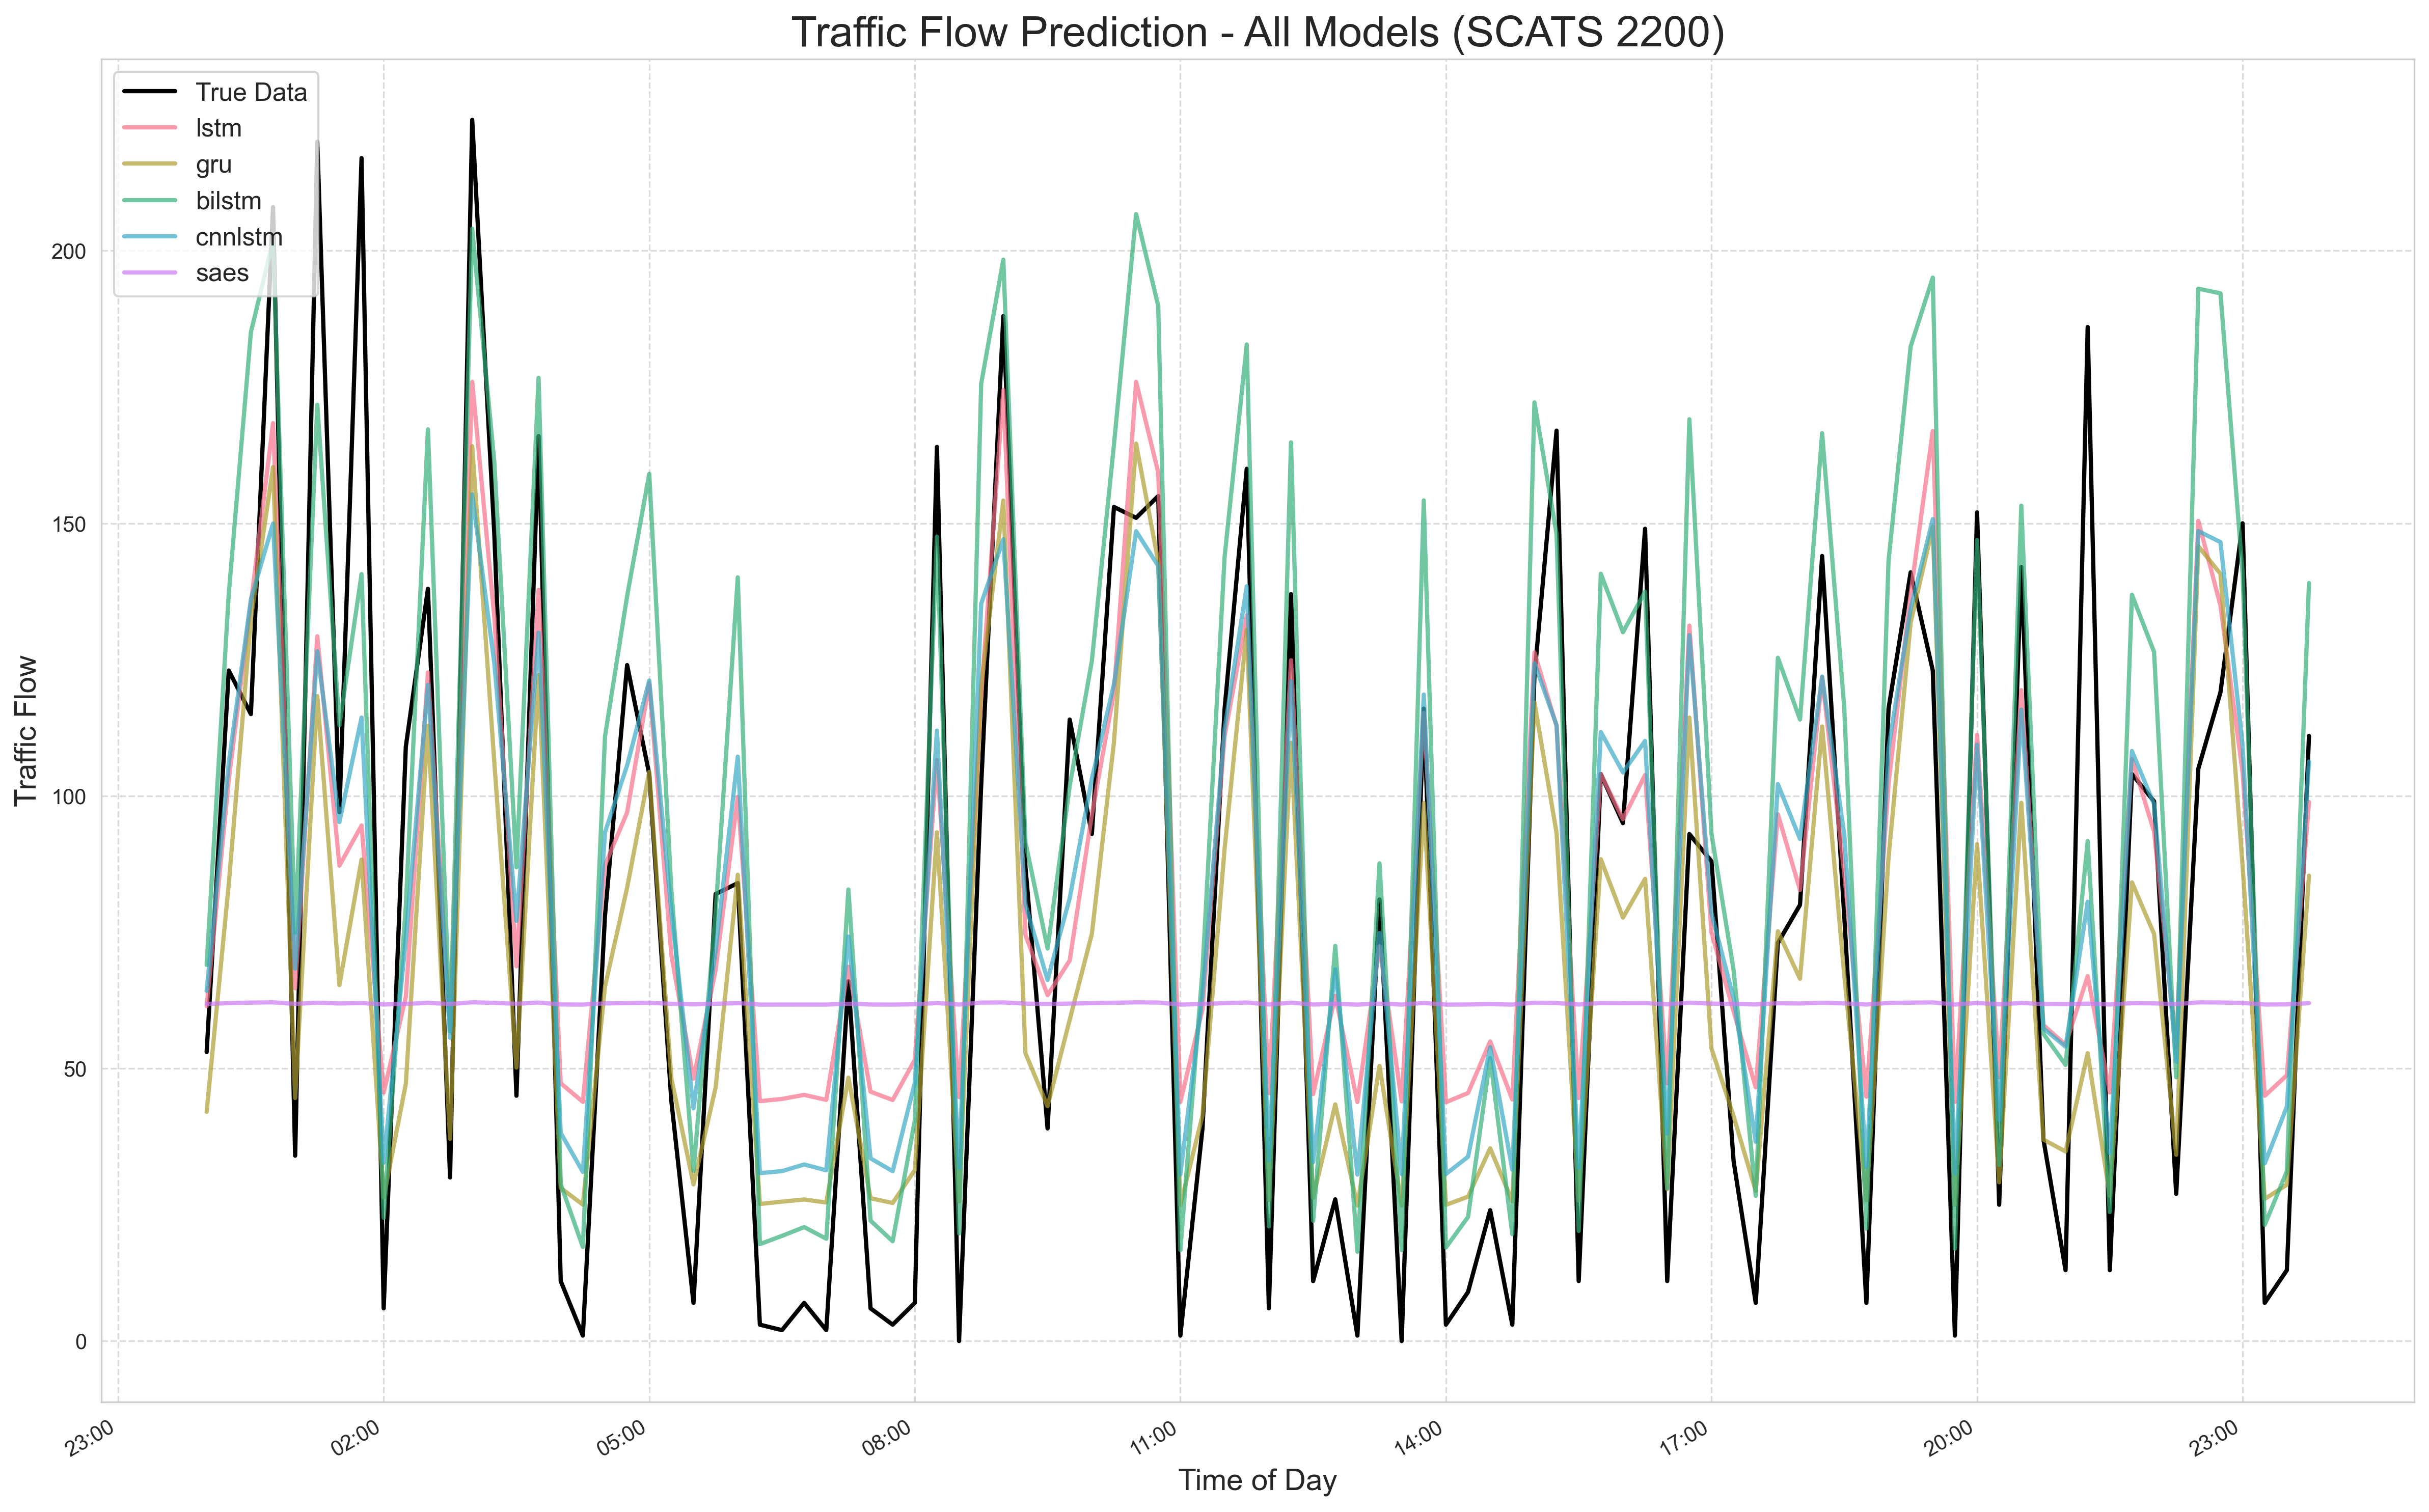 Traffic Flow Prediction - All Models (SCATS 2200)
True Data
lstm
gru
bilstm
cnnlstm
saes
Traffic Flow
200
150
100
50
0
23:00
02:00
05:00
08:00
11:00
14:00
17:00
20:00
23:00
Time of Day